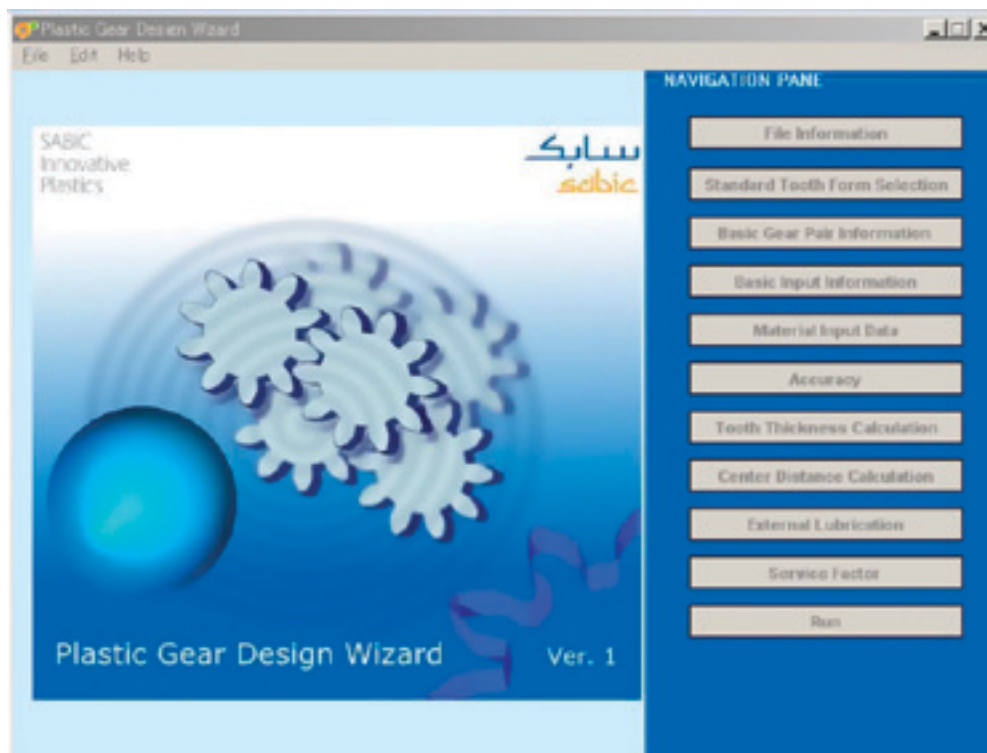 Plastic Gear Design Wizard
File Edit Help
SABIC
Innovative
Plastics
سابك
sabic
Plastic Gear Design Wizard Ver. 1
NAVIGATION PANE
File Information
Standard Tooth Form Selection
Basic Gear Pair Information
Basic Input Information
Material Input Data
Accuracy
Tooth Thickness Calculation
Center Distance Calculation
External Lubrication
Service Factor
Run